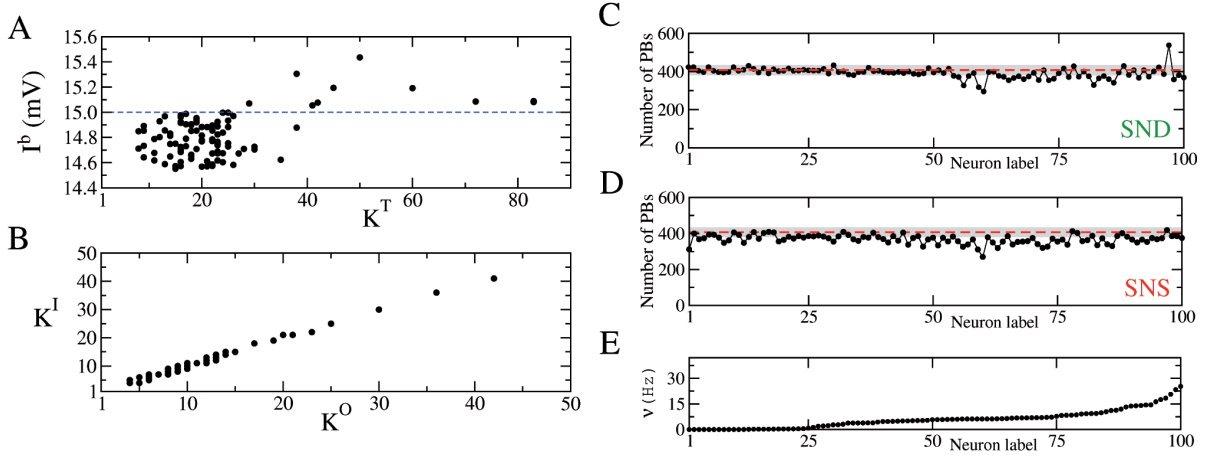 A
15.6
15.4
15.2
15.0
14.8
14.6
14.4
I^b (mV)
1 20 40 60 80
K^T
B
50
40
30
20
10
1
K^I
1 10 20 30 40 50
K^O
C
600
400
200
0
Number of PBs
SND
1 25 50 75 100
Neuron label
D
600
400
200
0
Number of PBs
SNS
1 25 50 75 100
Neuron label
E
30
15
0
ν (Hz)
1 25 50 75 100
Neuron label